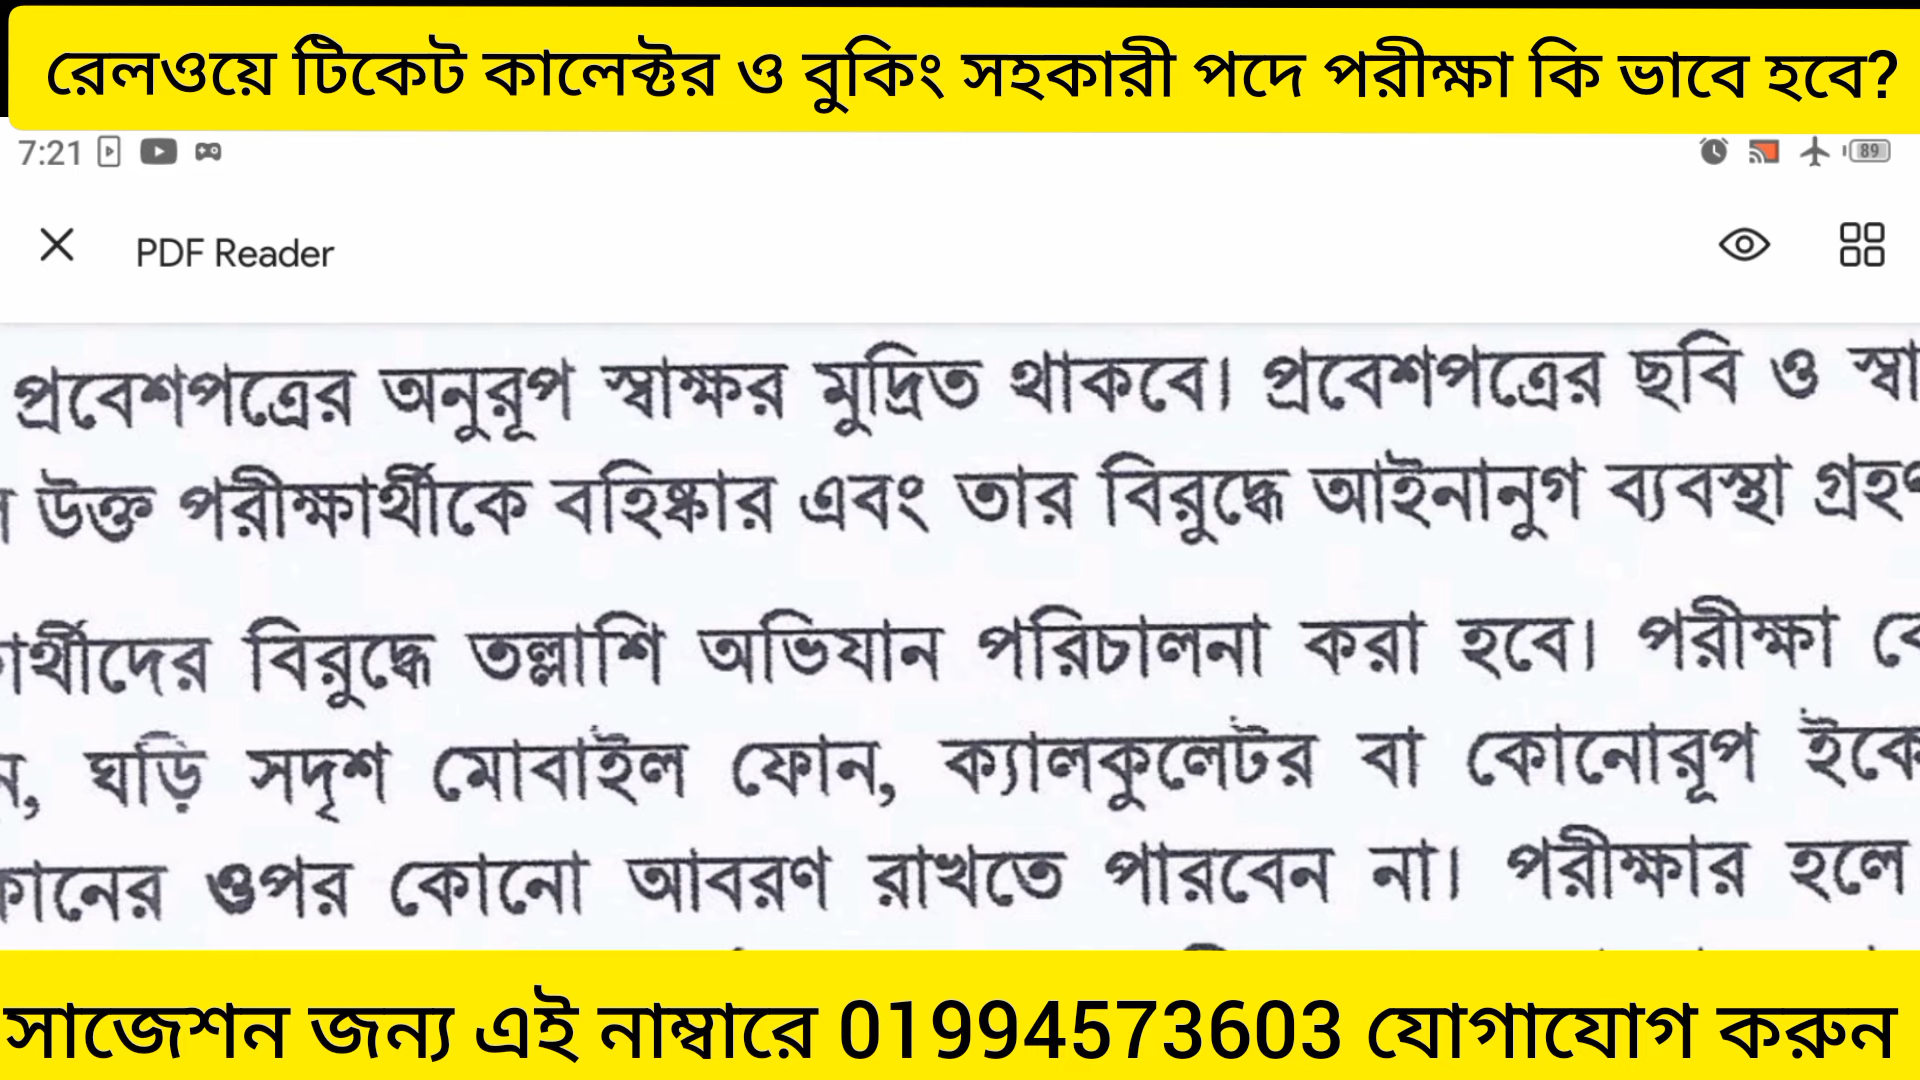 রেলওয়ে টিকেট কালেক্টর ও বুকিং সহকারী পদে পরীক্ষা কি ভাবে হবে?
7:21 89
PDF Reader
প্রবেশপত্রের অনুরূপ স্বাক্ষর মুদ্রিত থাকবে। প্রবেশপত্রের ছবি ও
উক্ত পরীক্ষার্থীকে বহিষ্কার এবং তার বিরুদ্ধে আইনানুগ ব্যবস্থা
বিরুদ্ধে তল্লাশি অভিযান পরিচালনা করা হবে। পরীক্ষা
ঘড়ি সদৃশ মোবাইল ফোন, ক্যালকুলেটর বা কোনোরূপ
ওপর কোনো আবরণ রাখতে পারবেন না। পরীক্ষার হলে
সাজেশন জন্য এই নাম্বারে 01994573603 যোগাযোগ করুন